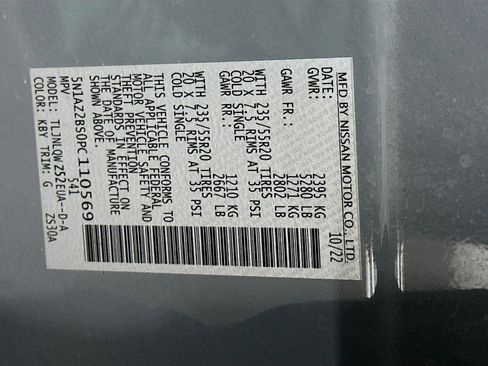 MFD BY NISSAN MOTOR CO., LTD.
10/22
GVWR: 2395 KG
5280 LB
GAWR FR.: 1271 KG
2802 LB
WITH 235/55R20 TIRES
20 X 7.5 RIMS AT 35 PSI
COLD SINGLE
GAWR RR. 1210 KG
2667 LB
WITH 235/55R20 TIRES
20 X 7.5 RIMS AT 35 PSI
COLD SINGLE
THIS VEHICLE CONFORMS TO
ALL APPLICABLE FEDERAL
MOTOR VEHICLE SAFETY AND
THEFT PREVENTION
STANDARDS IN EFFECT ON
THE DATE OF MANUFACTURE
SHOWN ABOVE.
5N1AZ2BS0PC110569
MPV 541
MODEL: TLJNLQWZS2EUA--D-A
COLOR: KBY TRIM: G ZS30A